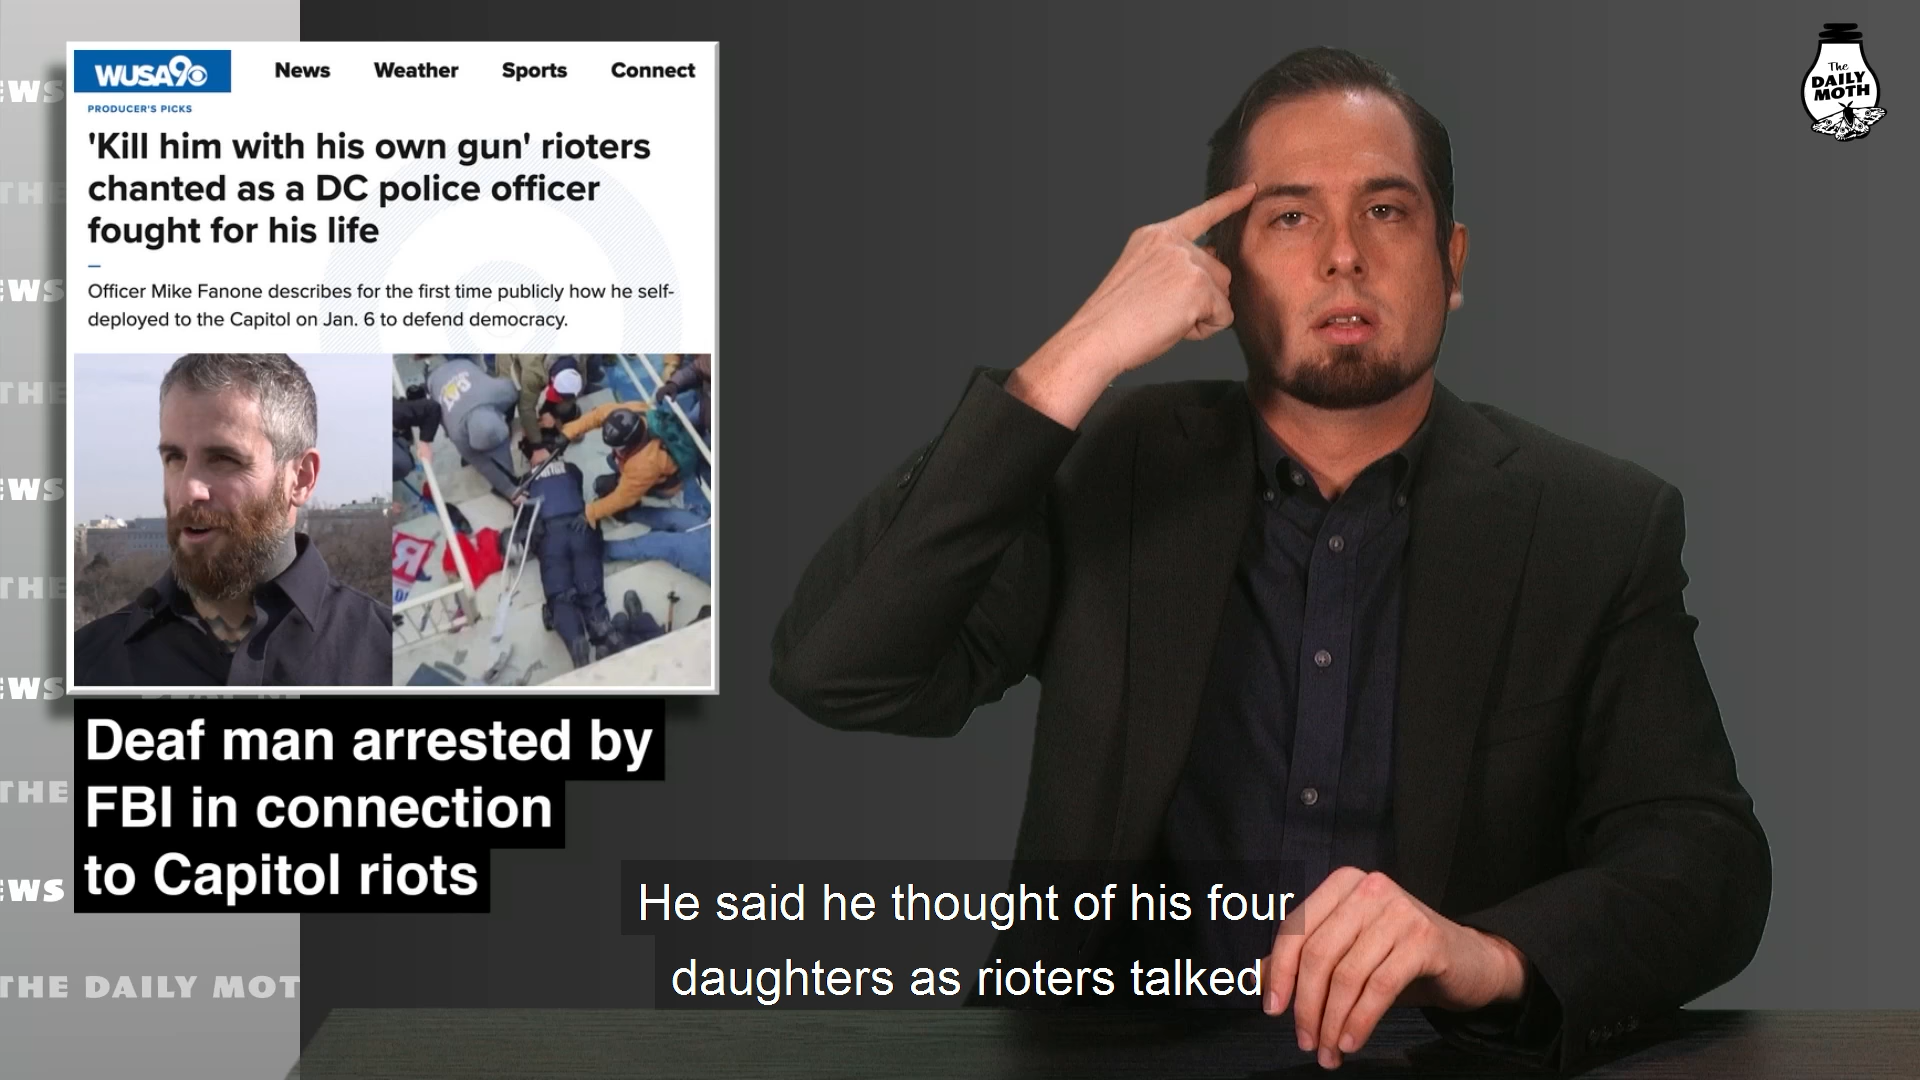 WUSA9
News Weather Sports Connect
PRODUCER'S PICKS
'Kill him with his own gun' rioters
chanted as a DC police officer
fought for his life
Officer Mike Fanone describes for the first time publicly how he self-
deployed to the Capitol on Jan. 6 to defend democracy.
Deaf man arrested by
FBI in connection
to Capitol riots
He said he thought of his four
daughters as rioters talked
The
DAILY
MOTH
THE DAILY MOT